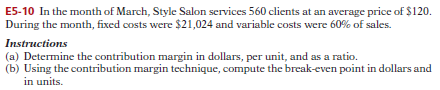 E5-10 In the month of March, Style Salon services 560 clients at an average price of $120.
During the month, fixed costs were $21,024 and variable costs were 60% of sales.
Instructions
(a) Determine the contribution margin in dollars, per unit, and as a ratio.
(b) Using the contribution margin technique, compute the break-even point in dollars and
in units.